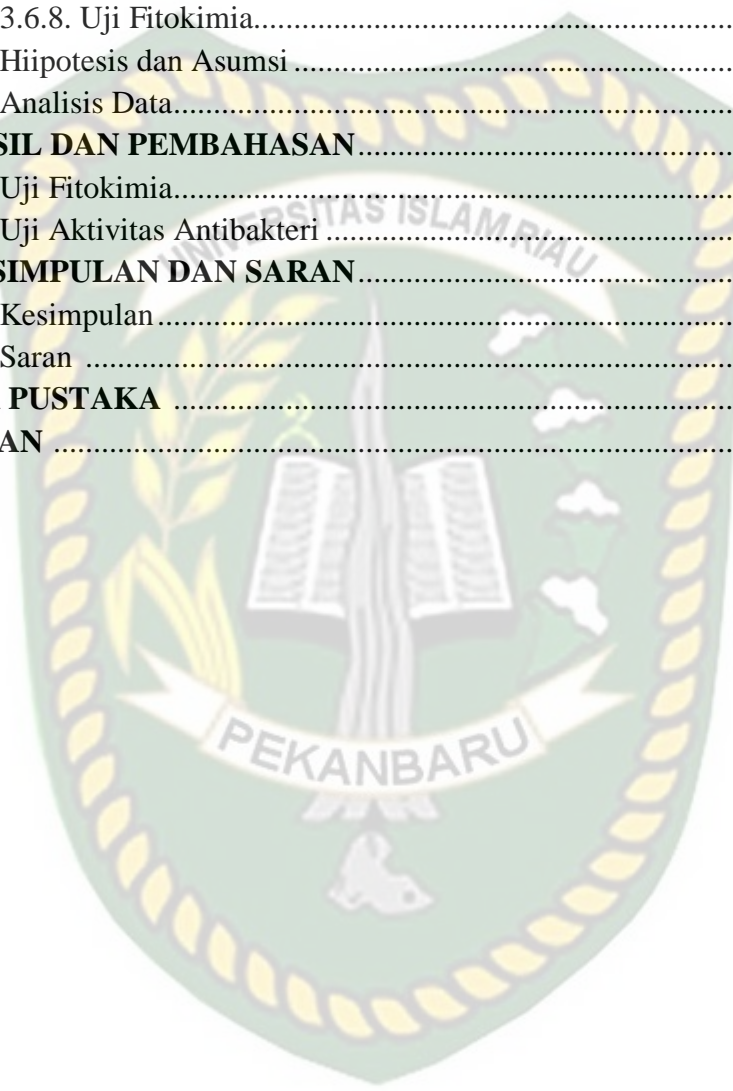 3.6.8. Uji Fitokimia............................................................
Hiipotesis dan Asumsi............................................................
Analisis Data............................................................
SIL DAN PEMBAHASAN............................................................
Uji Fitokimia............................................................
Uji Aktivitas Antibakteri............................................................
SIMPULAN DAN SARAN............................................................
Kesimpulan............................................................
Saran ............................................................
PUSTAKA ............................................................
AN ............................................................
UNIVERSITAS ISLAM RIAU
PEKANBARU